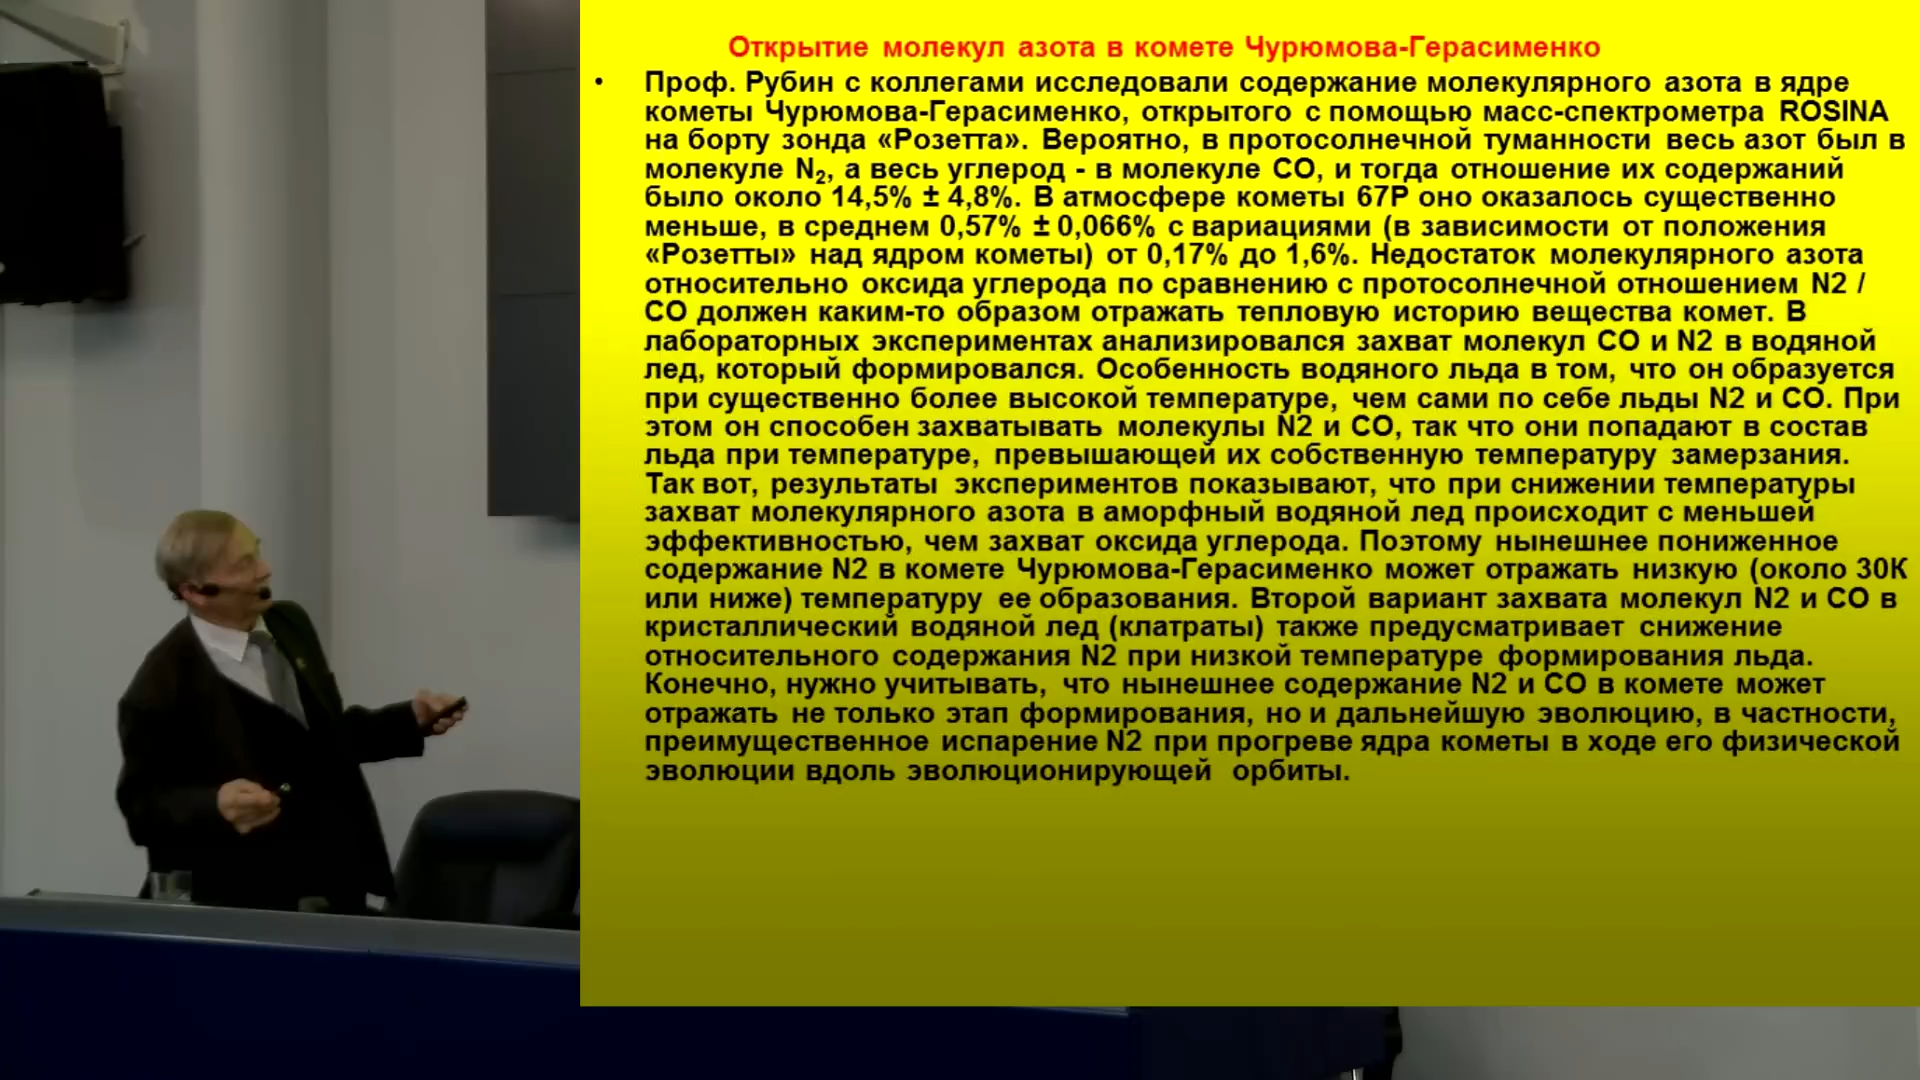 Открытие молекул азота в комете Чурюмова-Герасименко
• Проф. Рубин с коллегами исследовали содержание молекулярного азота в ядре
кометы Чурюмова-Герасименко, открытого с помощью масс-спектрометра ROSINA
на борту зонда «Розетта». Вероятно, в протосолнечной туманности весь азот был в
молекуле N₂, а весь углерод - в молекуле СО, и тогда отношение их содержаний
было около 14,5% ± 4,8%. В атмосфере кометы 67Р оно оказалось существенно
меньше, в среднем 0,57% ± 0,066% с вариациями (в зависимости от положения
«Розетты» над ядром кометы) от 0,17% до 1,6%. Недостаток молекулярного азота
относительно оксида углерода по сравнению с протосолнечной отношением N2 /
CO должен каким-то образом отражать тепловую историю вещества комет. В
лабораторных экспериментах анализировался захват молекул СО и N2 в водяной
лед, который формировался. Особенность водяного льда в том, что он образуется
при существенно более высокой температуре, чем сами по себе льды N2 и CO. При
этом он способен захватывать молекулы N2 и CO, так что они попадают в состав
льда при температуре, превышающей их собственную температуру замерзания.
Так вот, результаты экспериментов показывают, что при снижении температуры
захват молекулярного азота в аморфный водяной лед происходит с меньшей
эффективностью, чем захват оксида углерода. Поэтому нынешнее пониженное
содержание N2 в комете Чурюмова-Герасименко может отражать низкую (около 30К
или ниже) температуру ее образования. Второй вариант захвата молекул N2 и CO в
кристаллический водяной лед (клатраты) также предусматривает снижение
относительного содержания N2 при низкой температуре формирования льда.
Конечно, нужно учитывать, что нынешнее содержание N2 и CO в комете может
отражать не только этап формирования, но и дальнейшую эволюцию, в частности,
преимущественное испарение N2 при прогреве ядра кометы в ходе его физической
эволюции вдоль эволюционирующей орбиты.